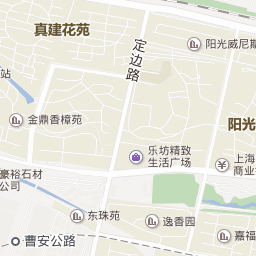 真建花苑
定边路
阳光威尼斯
站
金鼎香樟苑
阳光
乐坊精致
生活广场
上海
商业
豪裕石材
公司
东珠苑
逸香园
嘉福
曹安公路